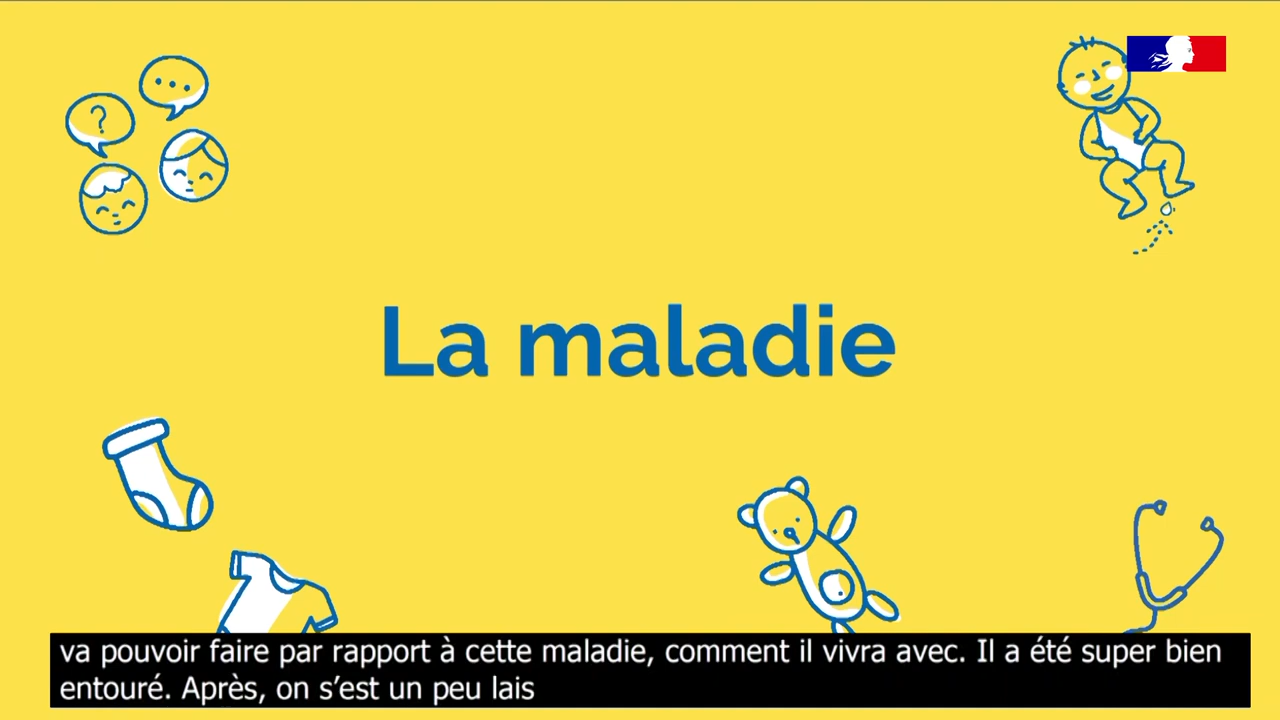 ?
La maladie
va pouvoir faire par rapport à cette maladie, comment il vivra avec. Il a été super bien
entouré. Après, on s’est un peu lais